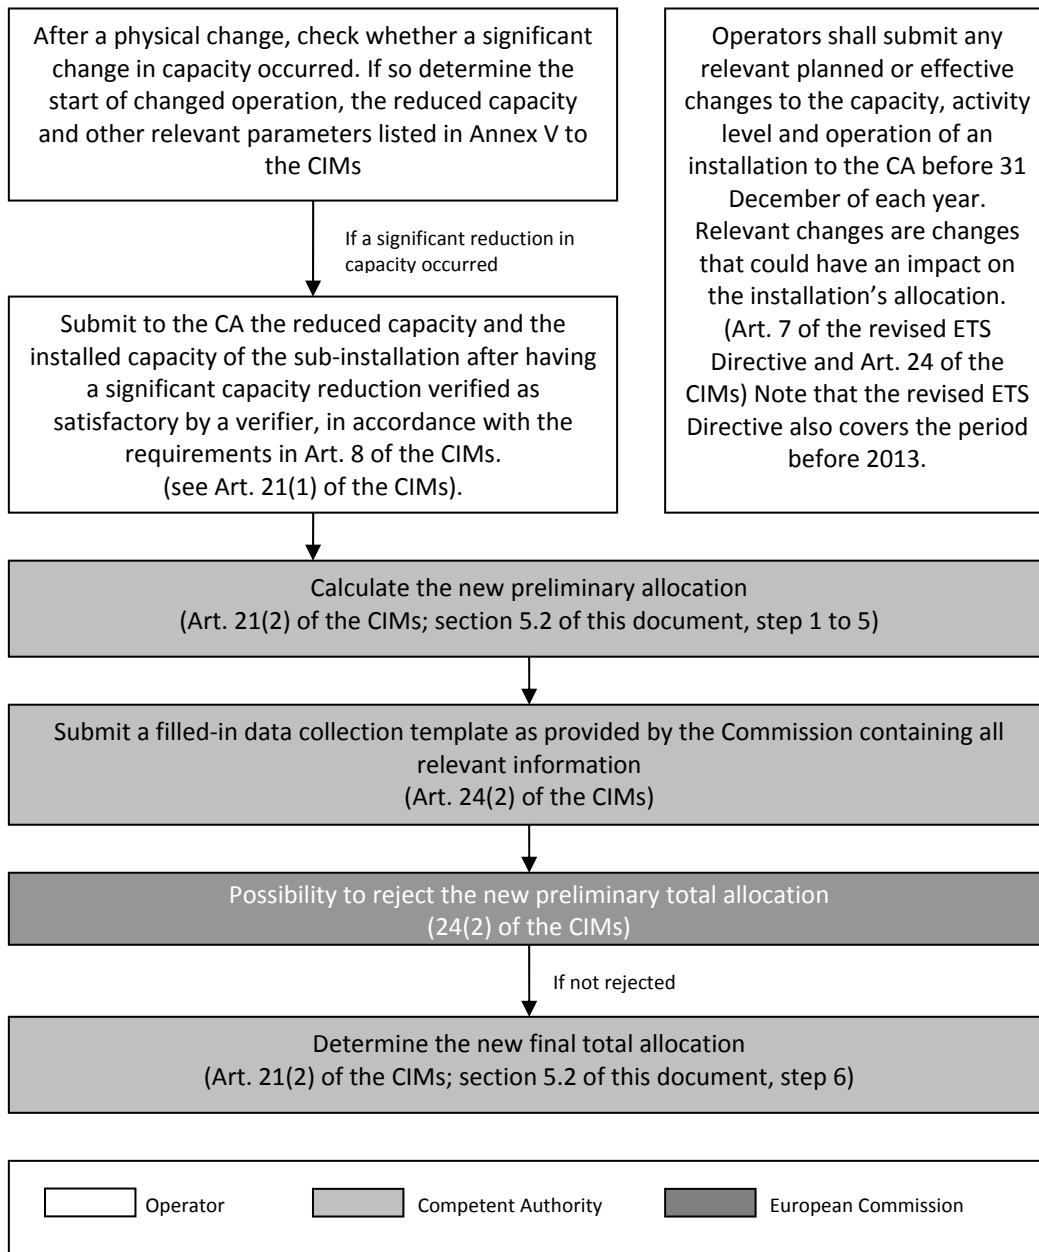 After a physical change, check whether a significant
change in capacity occurred. If so determine the
start of changed operation, the reduced capacity
and other relevant parameters listed in Annex V to
the CIMs
If a significant reduction in
capacity occurred
Submit to the CA the reduced capacity and the
installed capacity of the sub-installation after having
a significant capacity reduction verified as
satisfactory by a verifier, in accordance with the
requirements in Art. 8 of the CIMs.
(see Art. 21(1) of the CIMs).
Operators shall submit any
relevant planned or effective
changes to the capacity, activity
level and operation of an
installation to the CA before 31
December of each year.
Relevant changes are changes
that could have an impact on
the installation’s allocation.
(Art. 7 of the revised ETS
Directive and Art. 24 of the
CIMs) Note that the revised ETS
Directive also covers the period
before 2013.
Calculate the new preliminary allocation
(Art. 21(2) of the CIMs; section 5.2 of this document, step 1 to 5)
Submit a filled-in data collection template as provided by the Commission containing all
relevant information
(Art. 24(2) of the CIMs)
Possibility to reject the new preliminary total allocation
(24(2) of the CIMs)
If not rejected
Determine the new final total allocation
(Art. 21(2) of the CIMs; section 5.2 of this document, step 6)
Operator
Competent Authority
European Commission